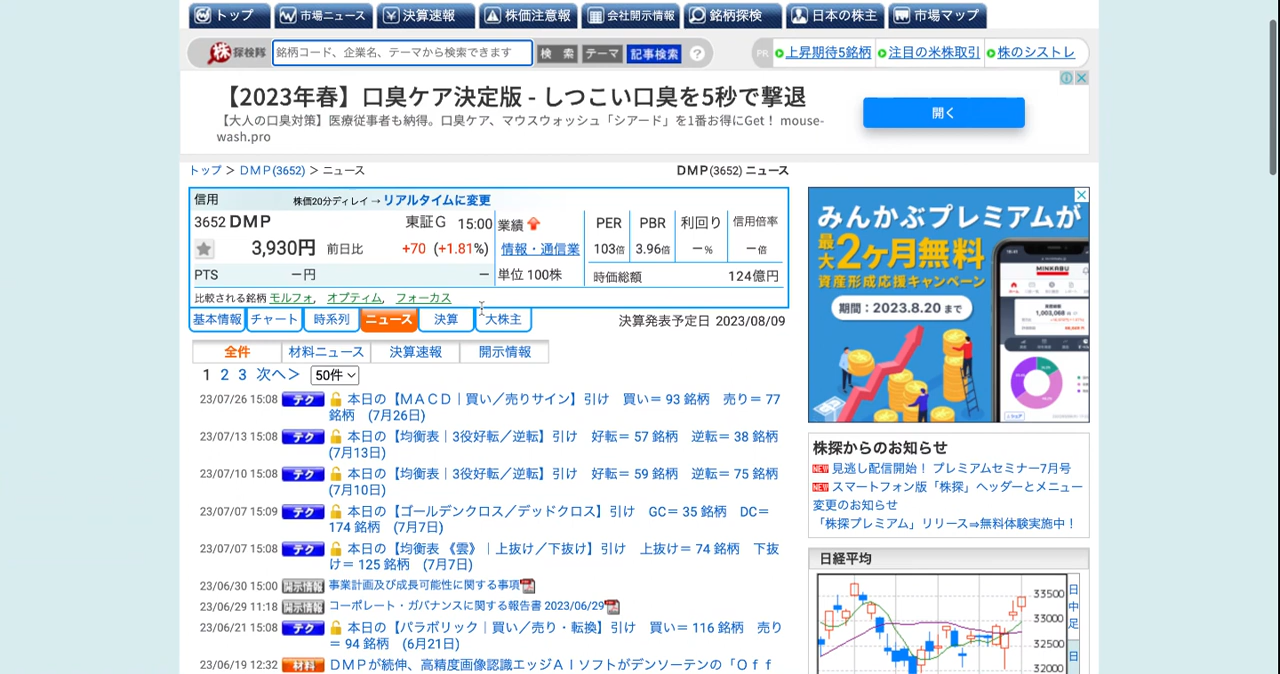 トップ 市場ニュース 決算速報 株価注意報 会社開示情報 銘柄探検 日本の株主 市場マップ
株探検隊 銘柄コード、企業名、テーマから検索できます 検 索 テーマ 記事検索 ? PR 上昇期待5銘柄 注目の米株取引 株のシストレ
【2023年春】口臭ケア決定版 - しつこい口臭を5秒で撃退
【大人の口臭対策】医療従事者も納得。口臭ケア、マウスウォッシュ「シアード」を1番お得にGet！ mouse-
wash.pro
開く
トップ > DMP(3652) > ニュース DMP(3652) ニュース
信用 株価20分ディレイ → リアルタイムに変更
3652 DMP 東証G 15:00 業績 PER PBR 利回り 信用倍率
3,930円 前日比 +70 (+1.81%) 情報・通信業 103倍 3.96倍 －% －倍
PTS －円 － 単位 100株 時価総額 124億円
比較される銘柄 モルフォ, オプティム, フォーカス
基本情報 チャート 時系列 ニュース 決算 大株主 決算発表予定日 2023/08/09
全件 材料ニュース 決算速報 開示情報
1 2 3 次へ＞ 50件
23/07/26 15:08 テク 本日の【ＭＡＣＤ｜買い／売りサイン】引け 買い＝ 93 銘柄 売り＝ 77
銘柄 (7月26日)
23/07/13 15:08 テク 本日の【均衡表｜3役好転／逆転】引け 好転＝ 57 銘柄 逆転＝ 38 銘柄
(7月13日)
23/07/10 15:08 テク 本日の【均衡表｜3役好転／逆転】引け 好転＝ 59 銘柄 逆転＝ 75 銘柄
(7月10日)
23/07/07 15:09 テク 本日の【ゴールデンクロス／デッドクロス】引け GC＝ 35 銘柄 DC＝
174 銘柄 (7月7日)
23/07/07 15:08 テク 本日の【均衡表 《雲》｜上抜け／下抜け】引け 上抜け＝ 74 銘柄 下抜
け＝ 125 銘柄 (7月7日)
23/06/30 15:00 開示情報 事業計画及び成長可能性に関する事項
23/06/29 11:18 開示情報 コーポレート・ガバナンスに関する報告書 2023/06/29
23/06/21 15:08 テク 本日の【パラボリック｜買い／売り・転換】引け 買い＝ 116 銘柄 売り
＝ 94 銘柄 (6月21日)
23/06/19 12:32 材料 ＤＭＰが続伸、高精度画像認識エッジＡＩソフトがデンソーテンの「Ｏｆｆ
みんかぶプレミアムが
最大2ヶ月無料
資産形成応援キャンペーン
期間：2023.8.20 まで
MINKABU
株探からのお知らせ
NEW 見逃し配信開始！ プレミアムセミナー7月号
NEW スマートフォン版「株探」ヘッダーとメニュー
変更のお知らせ
「株探プレミアム」リリース⇒無料体験実施中！
日経平均
33500 日
33000 中
32500 足
32000 日